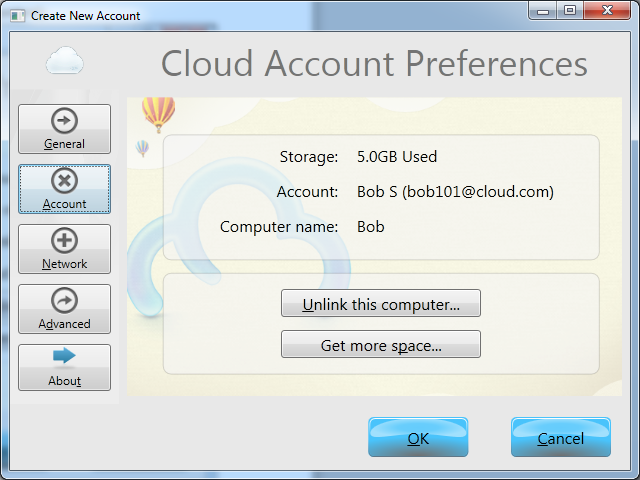 Create New Account
Cloud Account Preferences
General
Account
Network
Advanced
About
Storage: 5.0GB Used
Account: Bob S (bob101@cloud.com)
Computer name: Bob
Unlink this computer...
Get more space...
OK
Cancel